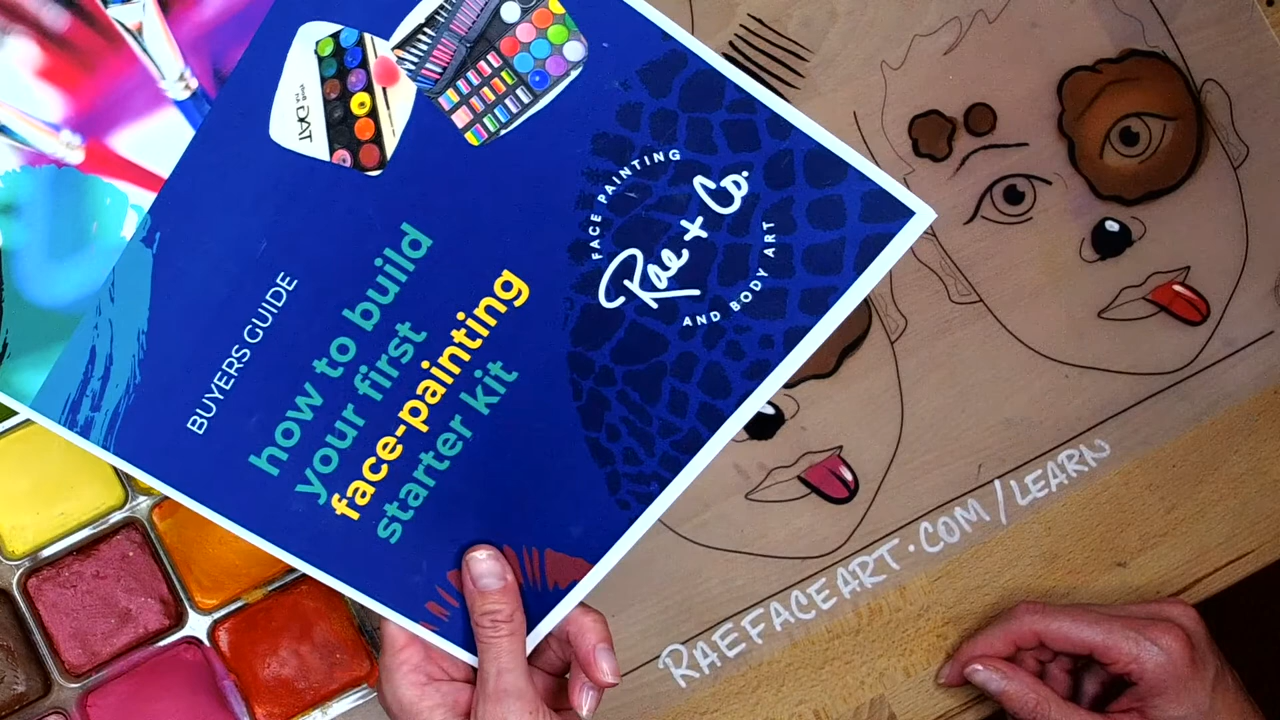 BUYERS GUIDE
how to build
your first
face-painting
starter kit
FACE PAINTING
Rae + Co.
AND BODY ART
RAEFACEART.COM/LEARN
TAG